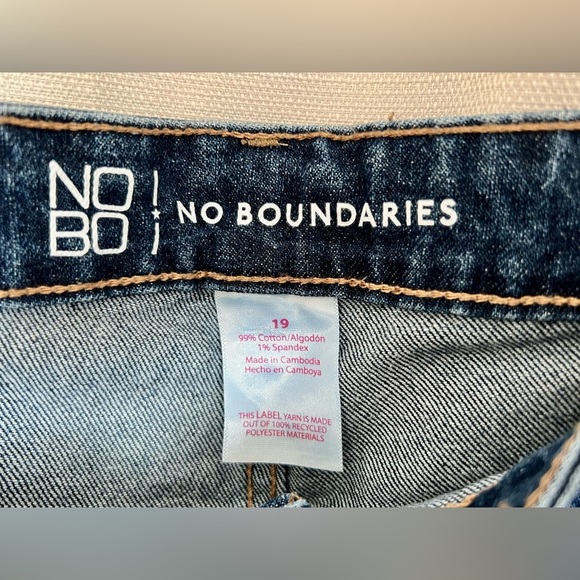 NO
BO
NO BOUNDARIES
19
99% Cotton/Algodón
1% Spandex
Made in Cambodia
Hecho en Camboya
THIS LABEL YARN IS MADE
OUT OF 100% RECYCLED
POLYESTER MATERIALS